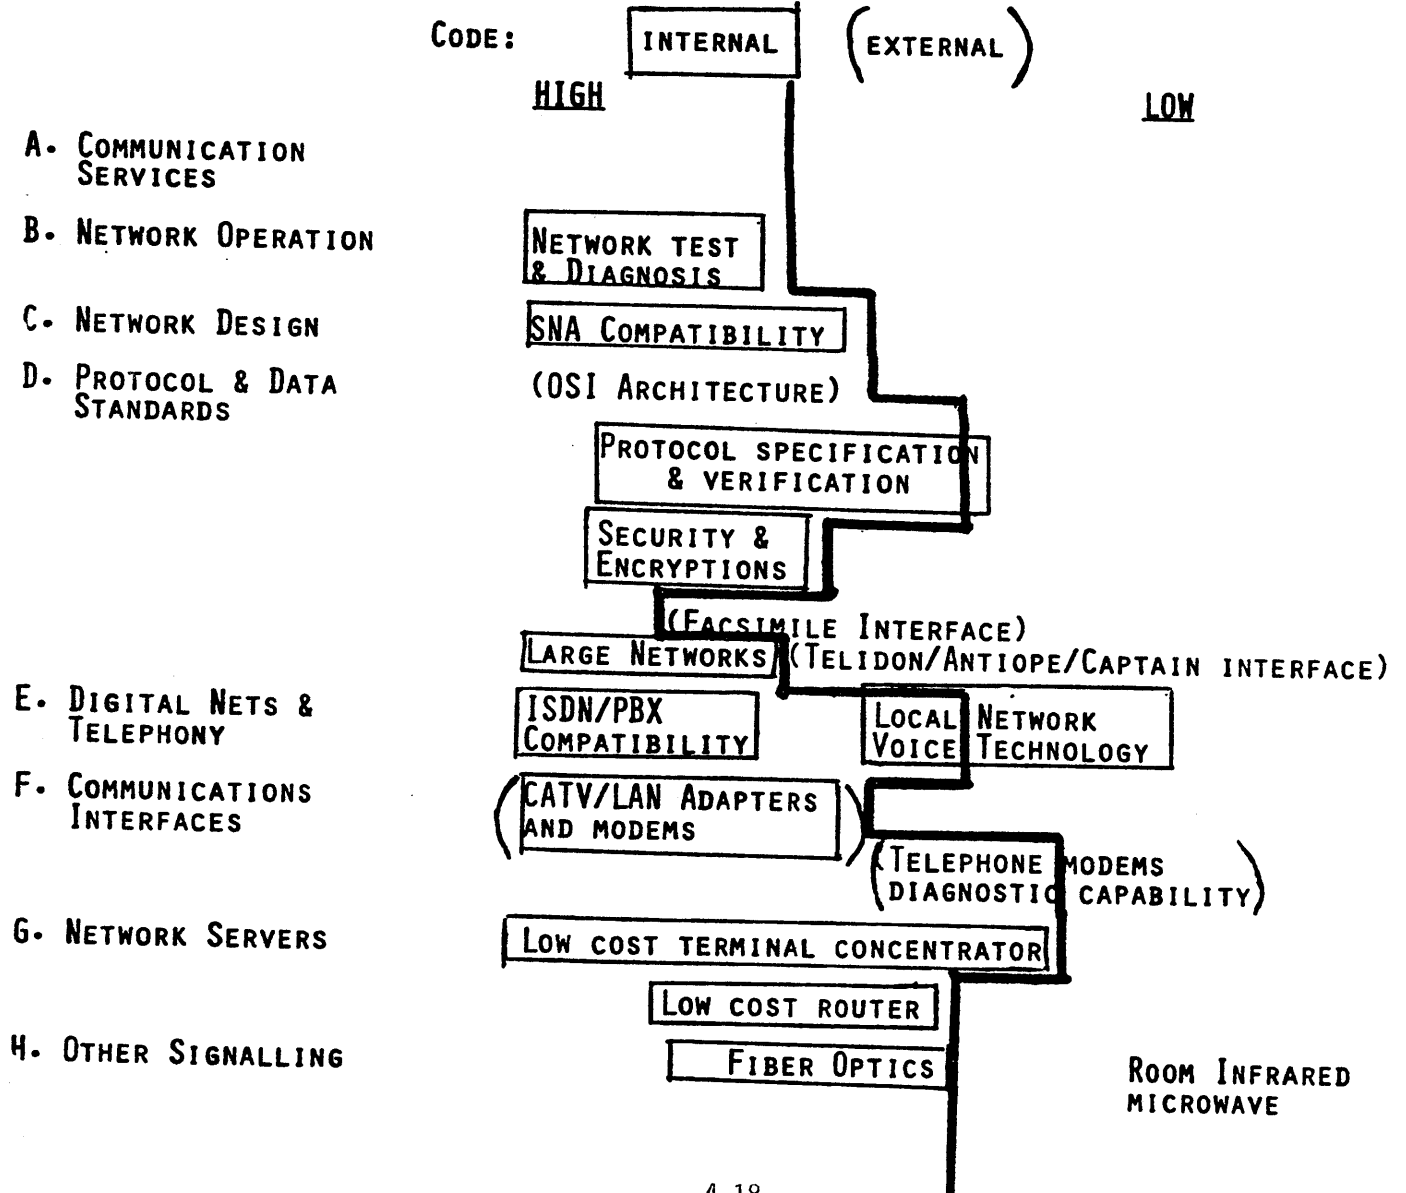 CODE: INTERNAL (EXTERNAL)
HIGH LOW
A. COMMUNICATION
SERVICES
B. NETWORK OPERATION
NETWORK TEST
& DIAGNOSIS
C. NETWORK DESIGN
SNA COMPATIBILITY
D. PROTOCOL & DATA
STANDARDS
(OSI ARCHITECTURE)
PROTOCOL SPECIFICATION
& VERIFICATION
SECURITY &
ENCRYPTIONS
(FACSIMILE INTERFACE)
LARGE NETWORKS (TELIDON/ANTIOPE/CAPTAIN INTERFACE)
E. DIGITAL NETS &
TELEPHONY
ISDN/PBX
COMPATIBILITY
LOCAL NETWORK
VOICE TECHNOLOGY
F. COMMUNICATIONS
INTERFACES
(CATV/LAN ADAPTERS
AND MODEMS)
(TELEPHONE MODEMS
DIAGNOSTIC CAPABILITY)
G. NETWORK SERVERS
LOW COST TERMINAL CONCENTRATOR
LOW COST ROUTER
H. OTHER SIGNALLING
FIBER OPTICS
ROOM INFRARED
MICROWAVE